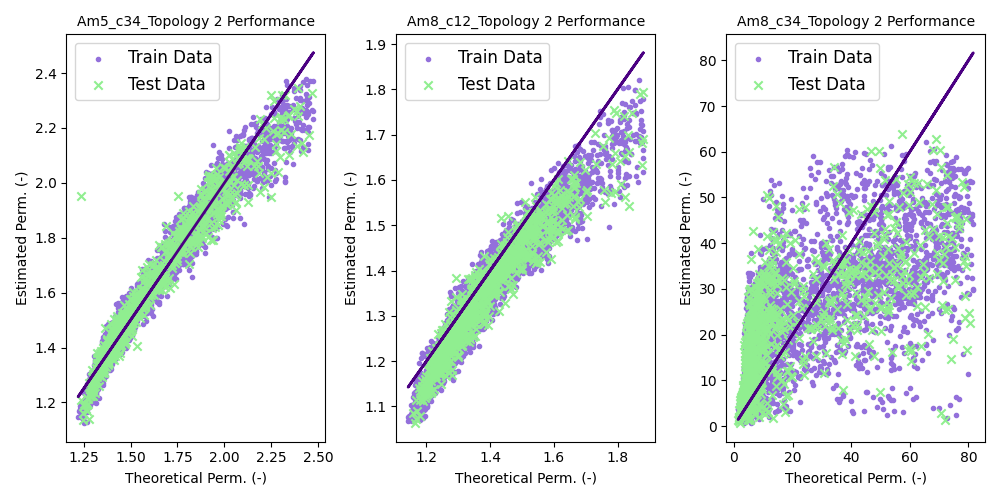 Am5_c34_Topology 2 Performance
Train Data
Test Data
2.4
2.2
2.0
1.8
1.6
1.4
1.2
Estimated Perm. (-)
1.25 1.50 1.75 2.00 2.25 2.50
Theoretical Perm. (-)
Am8_c12_Topology 2 Performance
Train Data
Test Data
1.9
1.8
1.7
1.6
1.5
1.4
1.3
1.2
1.1
Estimated Perm. (-)
1.2 1.4 1.6 1.8
Theoretical Perm. (-)
Am8_c34_Topology 2 Performance
Train Data
Test Data
80
70
60
50
40
30
20
10
0
Estimated Perm. (-)
0 20 40 60 80
Theoretical Perm. (-)